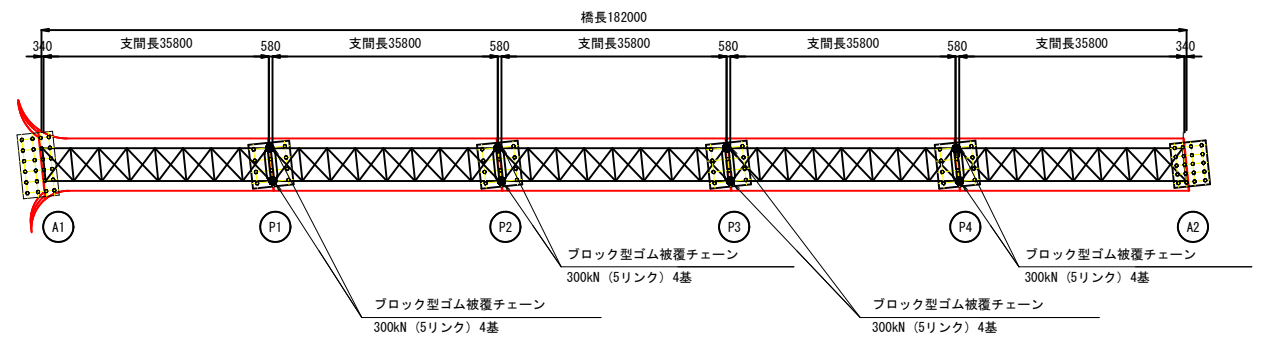 橋長182000
340
支間長35800
580
支間長35800
580
支間長35800
580
支間長35800
580
支間長35800
340
A1
P1
P2
P3
P4
A2
ブロック型ゴム被覆チェーン
300kN (5リンク) 4基
ブロック型ゴム被覆チェーン
300kN (5リンク) 4基
ブロック型ゴム被覆チェーン
300kN (5リンク) 4基
ブロック型ゴム被覆チェーン
300kN (5リンク) 4基